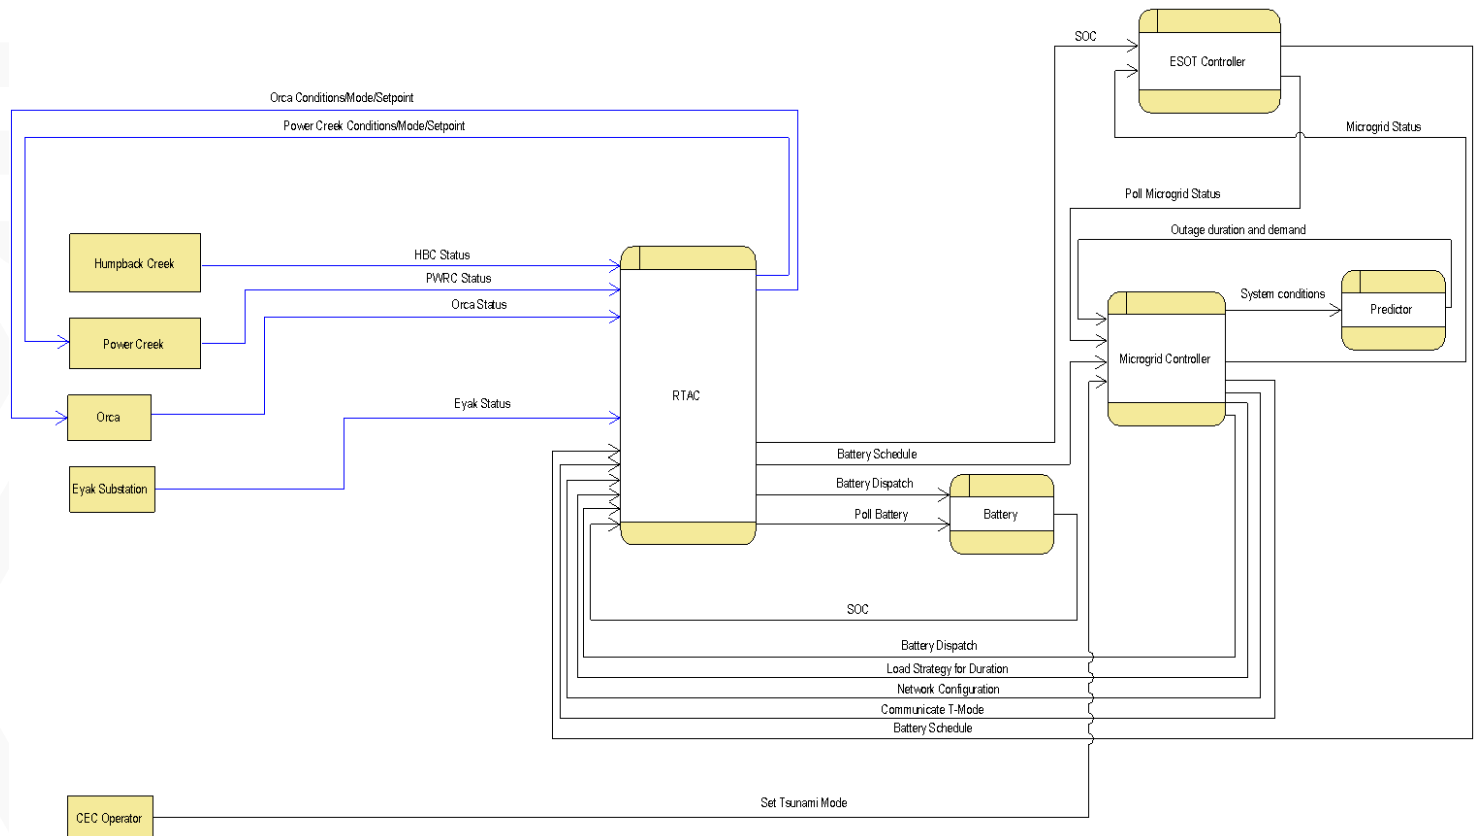 SOC
ESOT Controller
Orca Conditions/Mode/Setpoint
Power Creek Conditions/Mode/Setpoint
Microgrid Status
Poll Microgrid Status
Outage duration and demand
HBC Status
Humpback Creek
PWRC Status
System conditions
Orca Status
Predictor
Power Creek
Microgrid Controller
RTAC
Eyak Status
Orca
Battery Schedule
Battery Dispatch
Eyak Substation
Poll Battery
Battery
SOC
Battery Dispatch
Load Strategy for Duration
Network Configuration
Communicate T-Mode
Battery Schedule
Set Tsunami Mode
CEC Operator